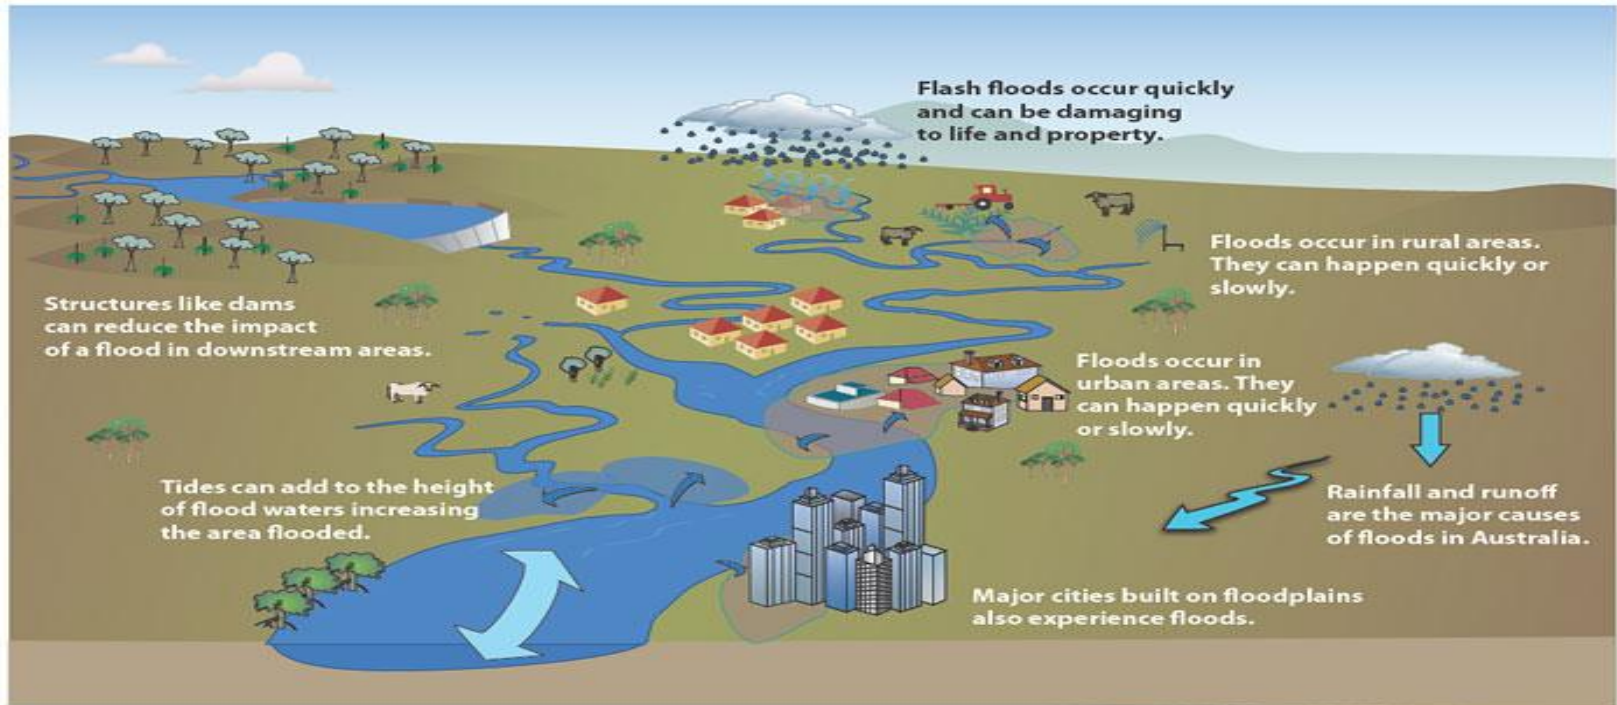 Flash floods occur quickly
and can be damaging
to life and property.
Floods occur in rural areas.
They can happen quickly or
slowly.
Structures like dams
can reduce the impact
of a flood in downstream areas.
Floods occur in
urban areas. They
can happen quickly
or slowly.
Tides can add to the height
of flood waters increasing
the area flooded.
Rainfall and runoff
are the major causes
of floods in Australia.
Major cities built on floodplains
also experience floods.